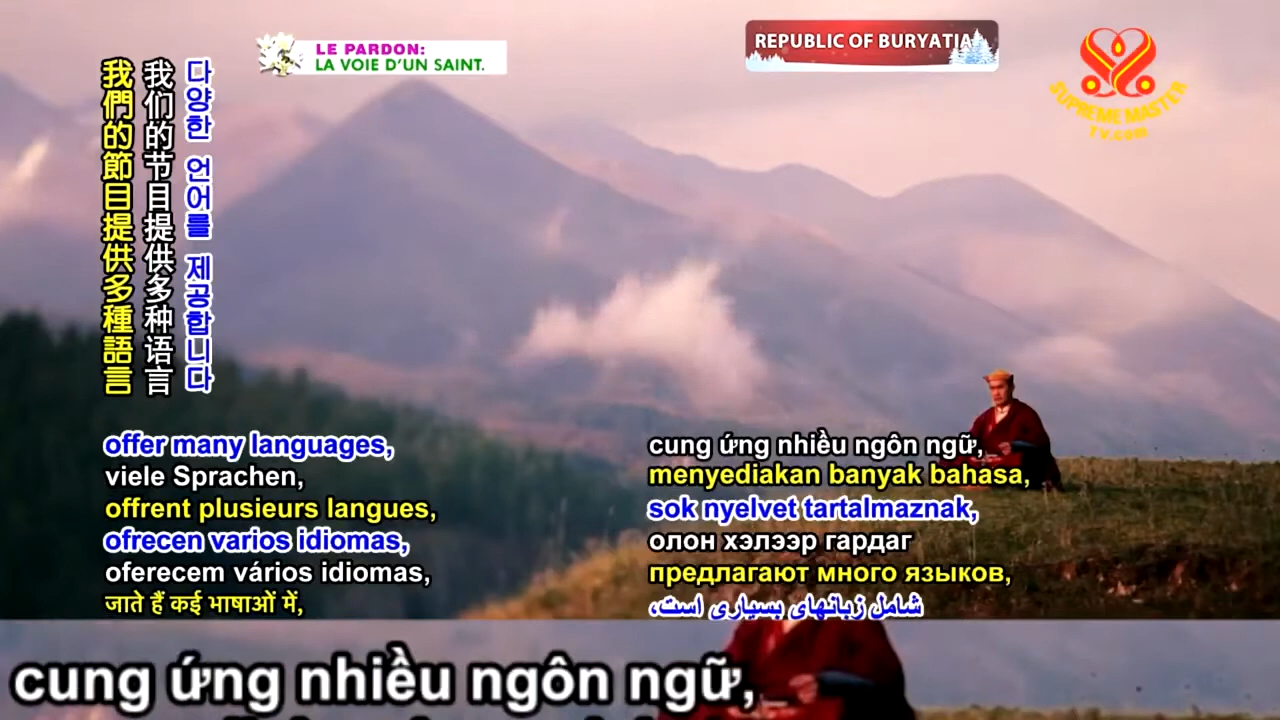 LE PARDON:
LA VOIE D'UN SAINT.
REPUBLIC OF BURYATIA
SUPREME MASTER
TV.com
我們的節目提供多種語言
我们的节目提供多种语言
다양한 언어를 제공합니다
offer many languages,
viele Sprachen,
offrent plusieurs langues,
ofrecen varios idiomas,
oferecem vários idiomas,
जाते हैं कई भाषाओं में,
cung ứng nhiều ngôn ngữ,
menyediakan banyak bahasa,
sok nyelvet tartalmaznak,
олон хэлээр гардаг
предлагают много языков,
شامل زبانهای بسیاری است،
cung ứng nhiều ngôn ngữ,